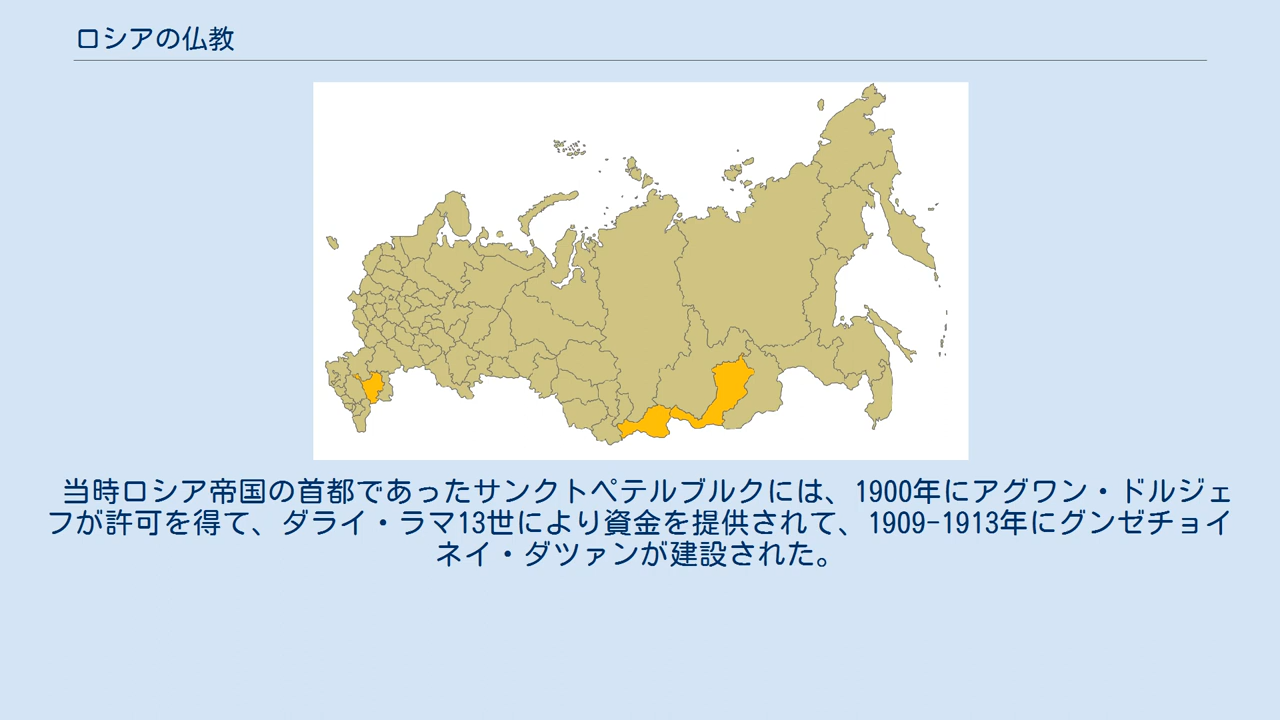 ロシアの仏教
当時ロシア帝国の首都であったサンクトペテルブルクには、1900年にアグワン・ドルジェ
フが許可を得て、ダライ・ラマ13世により資金を提供されて、1909-1913年にグンゼチョイ
ネイ・ダツァンが建設された。